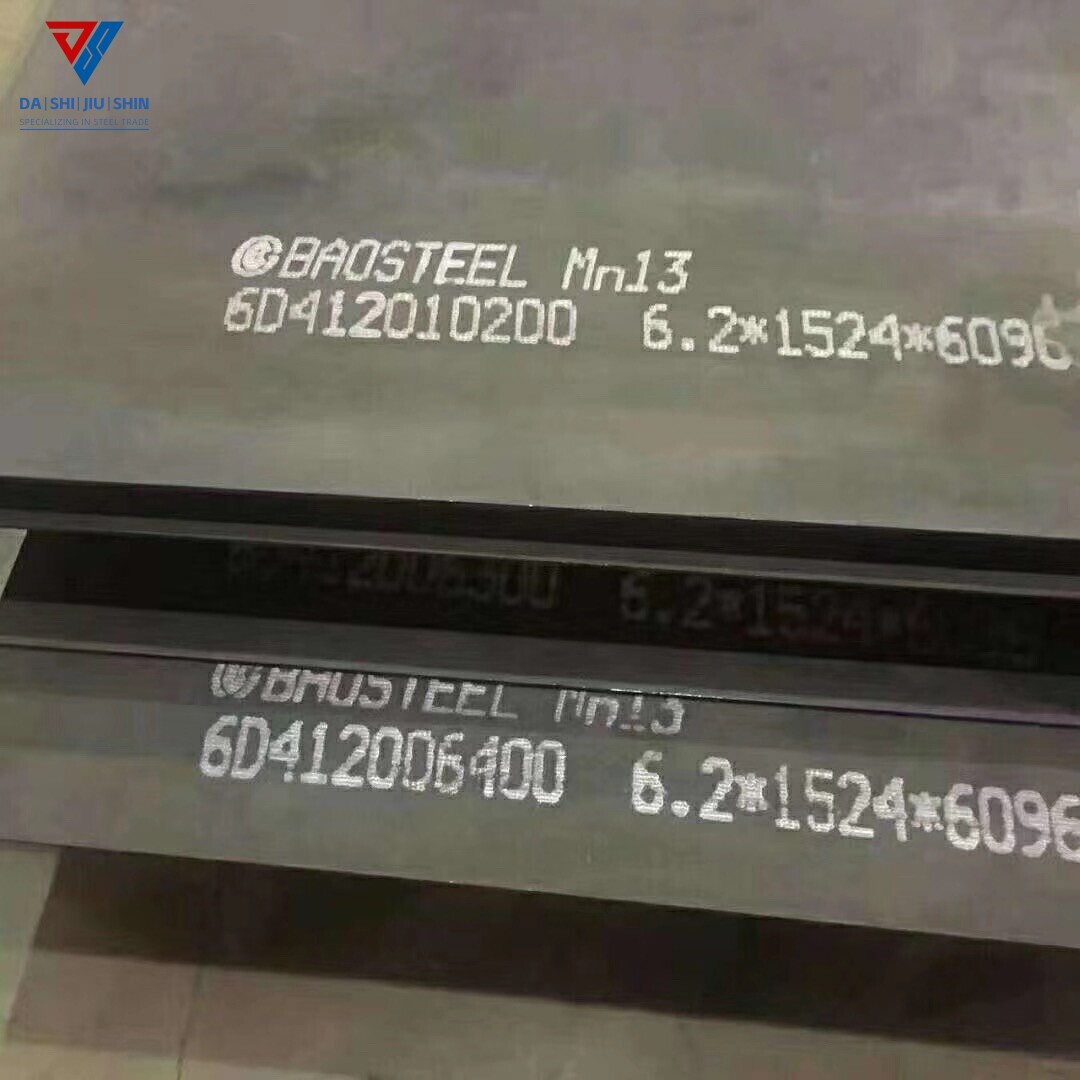 DA|SHI|JIU|SHIN
SPECIALIZING IN STEEL TRADE
BAOSTEEL Mn13
6D412010200 6.2*1524*6096
6.2*1524*
BAOSTEEL Mn13
6D412006400 6.2*1524*6096